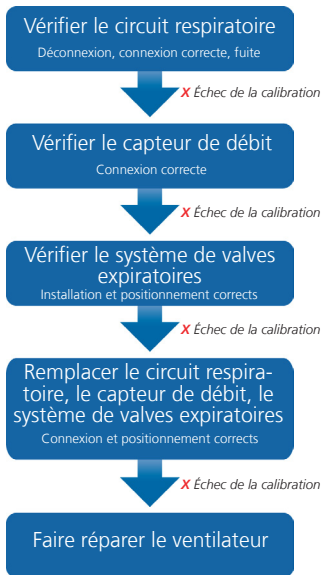 Vérifier le circuit respiratoire
Déconnexion, connexion correcte, fuite
X Échec de la calibration
Vérifier le capteur de débit
Connexion correcte
X Échec de la calibration
Vérifier le système de valves
expiratoires
Installation et positionnement corrects
X Échec de la calibration
Remplacer le circuit respira-
toire, le capteur de débit, le
système de valves expiratoires
Connexion et positionnement corrects
X Échec de la calibration
Faire réparer le ventilateur